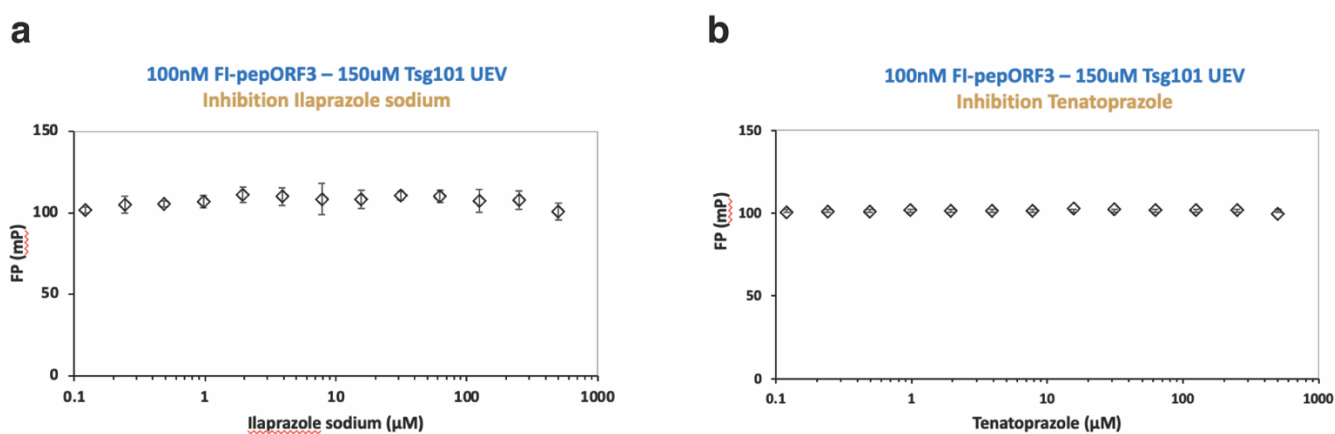 a
100nM FI-pepORF3 – 150uM Tsg101 UEV
Inhibition Ilaprazole sodium
150
100
50
0
FP (mP)
0.1 1 10 100 1000
Ilaprazole sodium (µM)
b
100nM FI-pepORF3 – 150uM Tsg101 UEV
Inhibition Tenatoprazole
150
100
50
0
FP (mP)
0.1 1 10 100 1000
Tenatoprazole (µM)